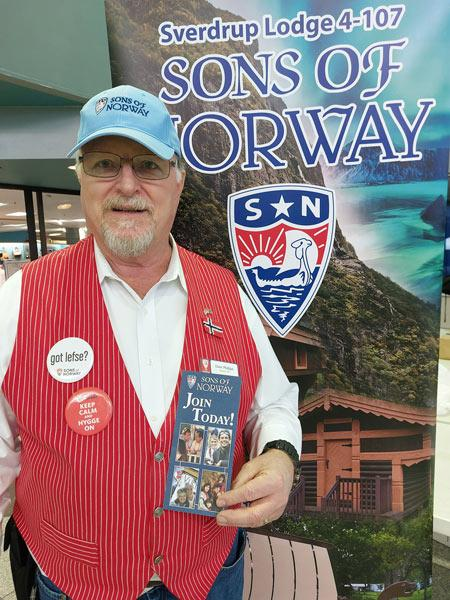 Sverdrup Lodge 4-107
SONS OF
NORWAY
S N
SONS OF
NORWAY
got lefse?
SONS OF
NORWAY
KEEP
CALM
AND
HYGGE
ON
SONS OF
NORWAY
JOIN
TODAY!